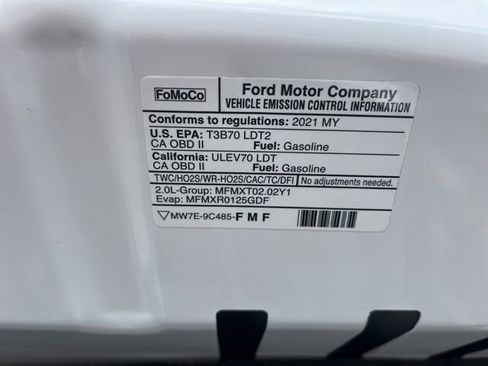 FoMoCo
Ford Motor Company
VEHICLE EMISSION CONTROL INFORMATION
Conforms to regulations: 2021 MY
U.S. EPA: T3B70 LDT2
CA OBD II Fuel: Gasoline
California: ULEV70 LDT
CA OBD II Fuel: Gasoline
TWC/HO2S/WR-HO2S/CAC/TC/DFI No adjustments needed.
2.0L-Group: MFMXT02.02Y1
Evap: MFMXR0125GDF
MW7E-9C485-FMF